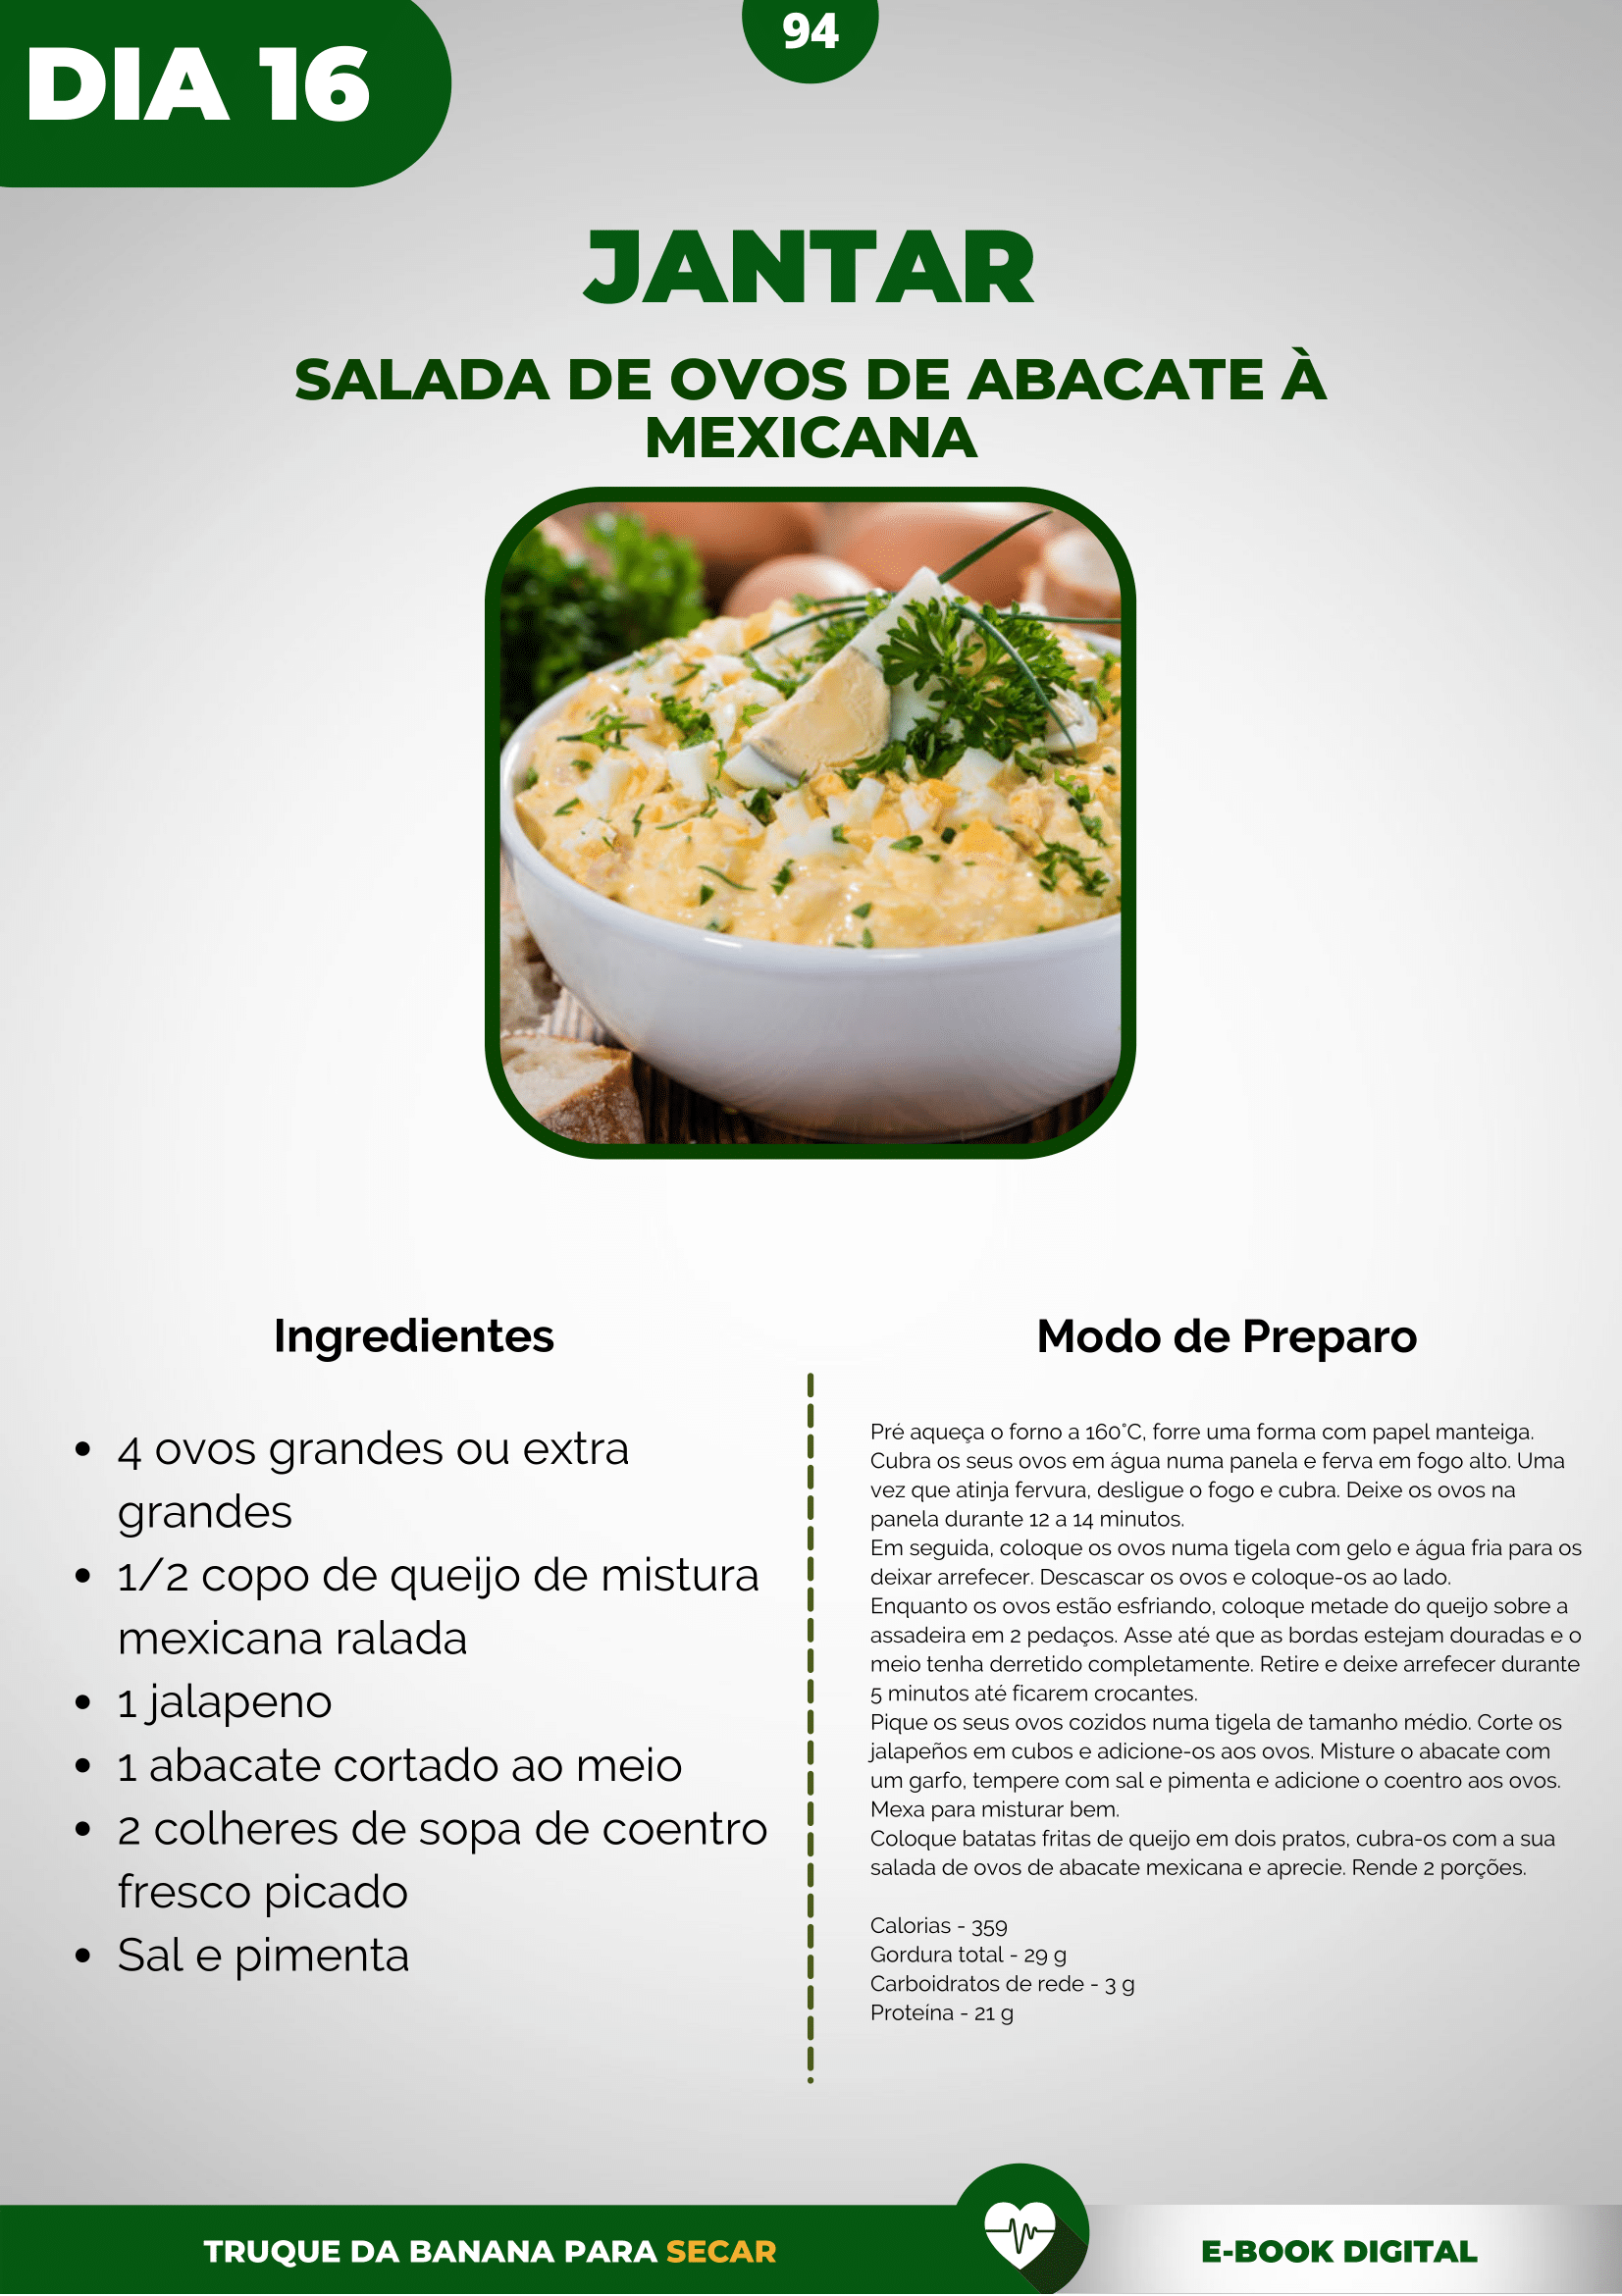 DIA 16
94
JANTAR
SALADA DE OVOS DE ABACATE À
MEXICANA
Ingredientes
• 4 ovos grandes ou extra
grandes
• 1/2 copo de queijo de mistura
mexicana ralada
• 1 jalapeno
• 1 abacate cortado ao meio
• 2 colheres de sopa de coentro
fresco picado
• Sal e pimenta
Modo de Preparo
Pré aqueça o forno a 160°C, forre uma forma com papel manteiga.
Cubra os seus ovos em água numa panela e ferva em fogo alto. Uma
vez que atinja fervura, desligue o fogo e cubra. Deixe os ovos na
panela durante 12 a 14 minutos.
Em seguida, coloque os ovos numa tigela com gelo e água fria para os
deixar arrefecer. Descascar os ovos e coloque-os ao lado.
Enquanto os ovos estão esfriando, coloque metade do queijo sobre a
assadeira em 2 pedaços. Asse até que as bordas estejam douradas e o
meio tenha derretido completamente. Retire e deixe arrefecer durante
5 minutos até ficarem crocantes.
Pique os seus ovos cozidos numa tigela de tamanho médio. Corte os
jalapeños em cubos e adicione-os aos ovos. Misture o abacate com
um garfo, tempere com sal e pimenta e adicione o coentro aos ovos.
Mexa para misturar bem.
Coloque batatas fritas de queijo em dois pratos, cubra-os com a sua
salada de ovos de abacate mexicana e aprecie. Rende 2 porções.
Calorias - 359
Gordura total - 29 g
Carboidratos de rede - 3 g
Proteína - 21 g
TRUQUE DA BANANA PARA SECAR
E-BOOK DIGITAL